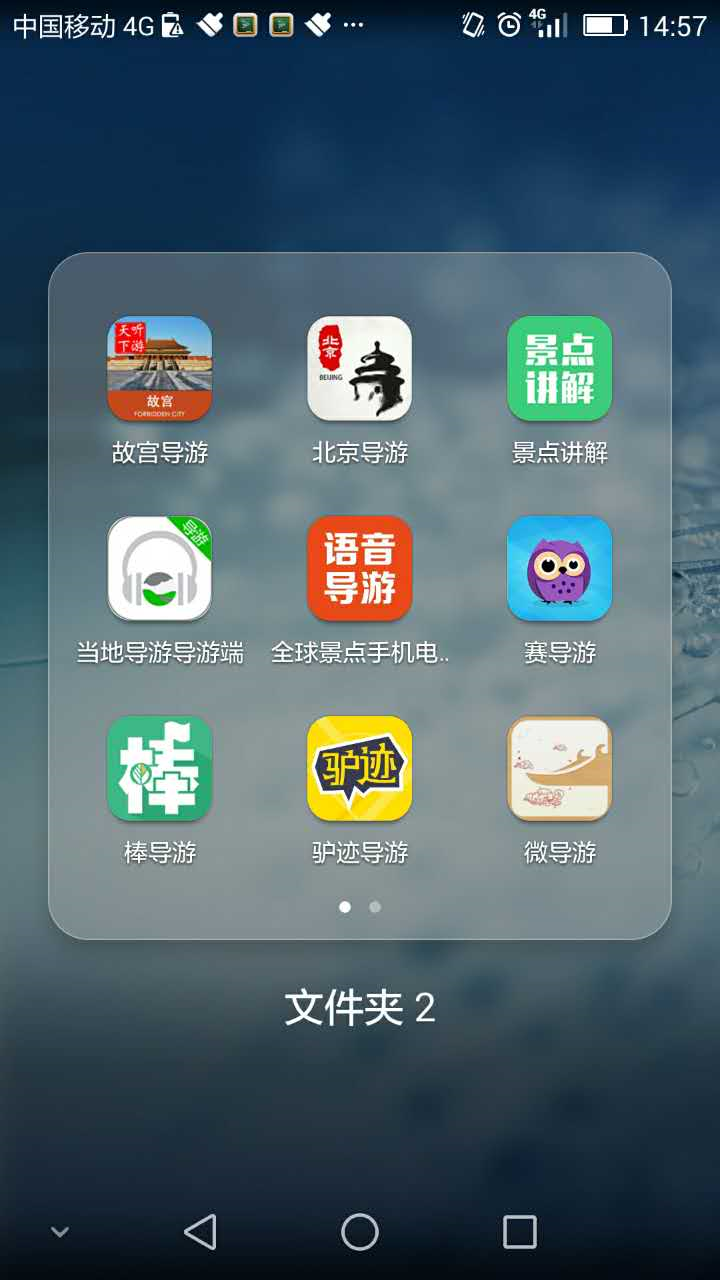 中国移动 4G
4G
14:57
天听
下游
故宫
FORBIDDEN CITY
北京
BEIJING
景点
讲解
故宫导游
北京导游
景点讲解
导游
语音
导游
当地导游导游端
全球景点手机电..
赛导游
棒
驴迹
棒导游
驴迹导游
微导游
文件夹 2